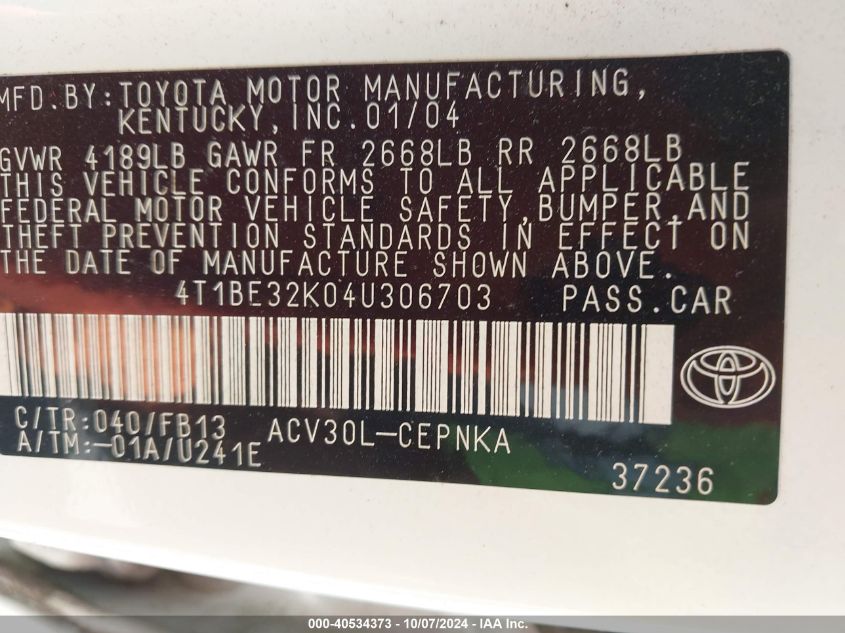 MFD. BY: TOYOTA MOTOR MANUFACTURING,
KENTUCKY, INC. 01/04
GVWR 4189LB GAWR FR 2668LB RR 2668LB
THIS VEHICLE CONFORMS TO ALL APPLICABLE
FEDERAL MOTOR VEHICLE SAFETY, BUMPER, AND
THEFT PREVENTION STANDARDS IN EFFECT ON
THE DATE OF MANUFACTURE SHOWN ABOVE.
4T1BE32K04U306703 PASS.CAR
C/TR: 040/FB13 ACV30L-CEPNKA
A/TM: -01A/U241E
37236
000-40534373 - 10/07/2024 - IAA Inc.